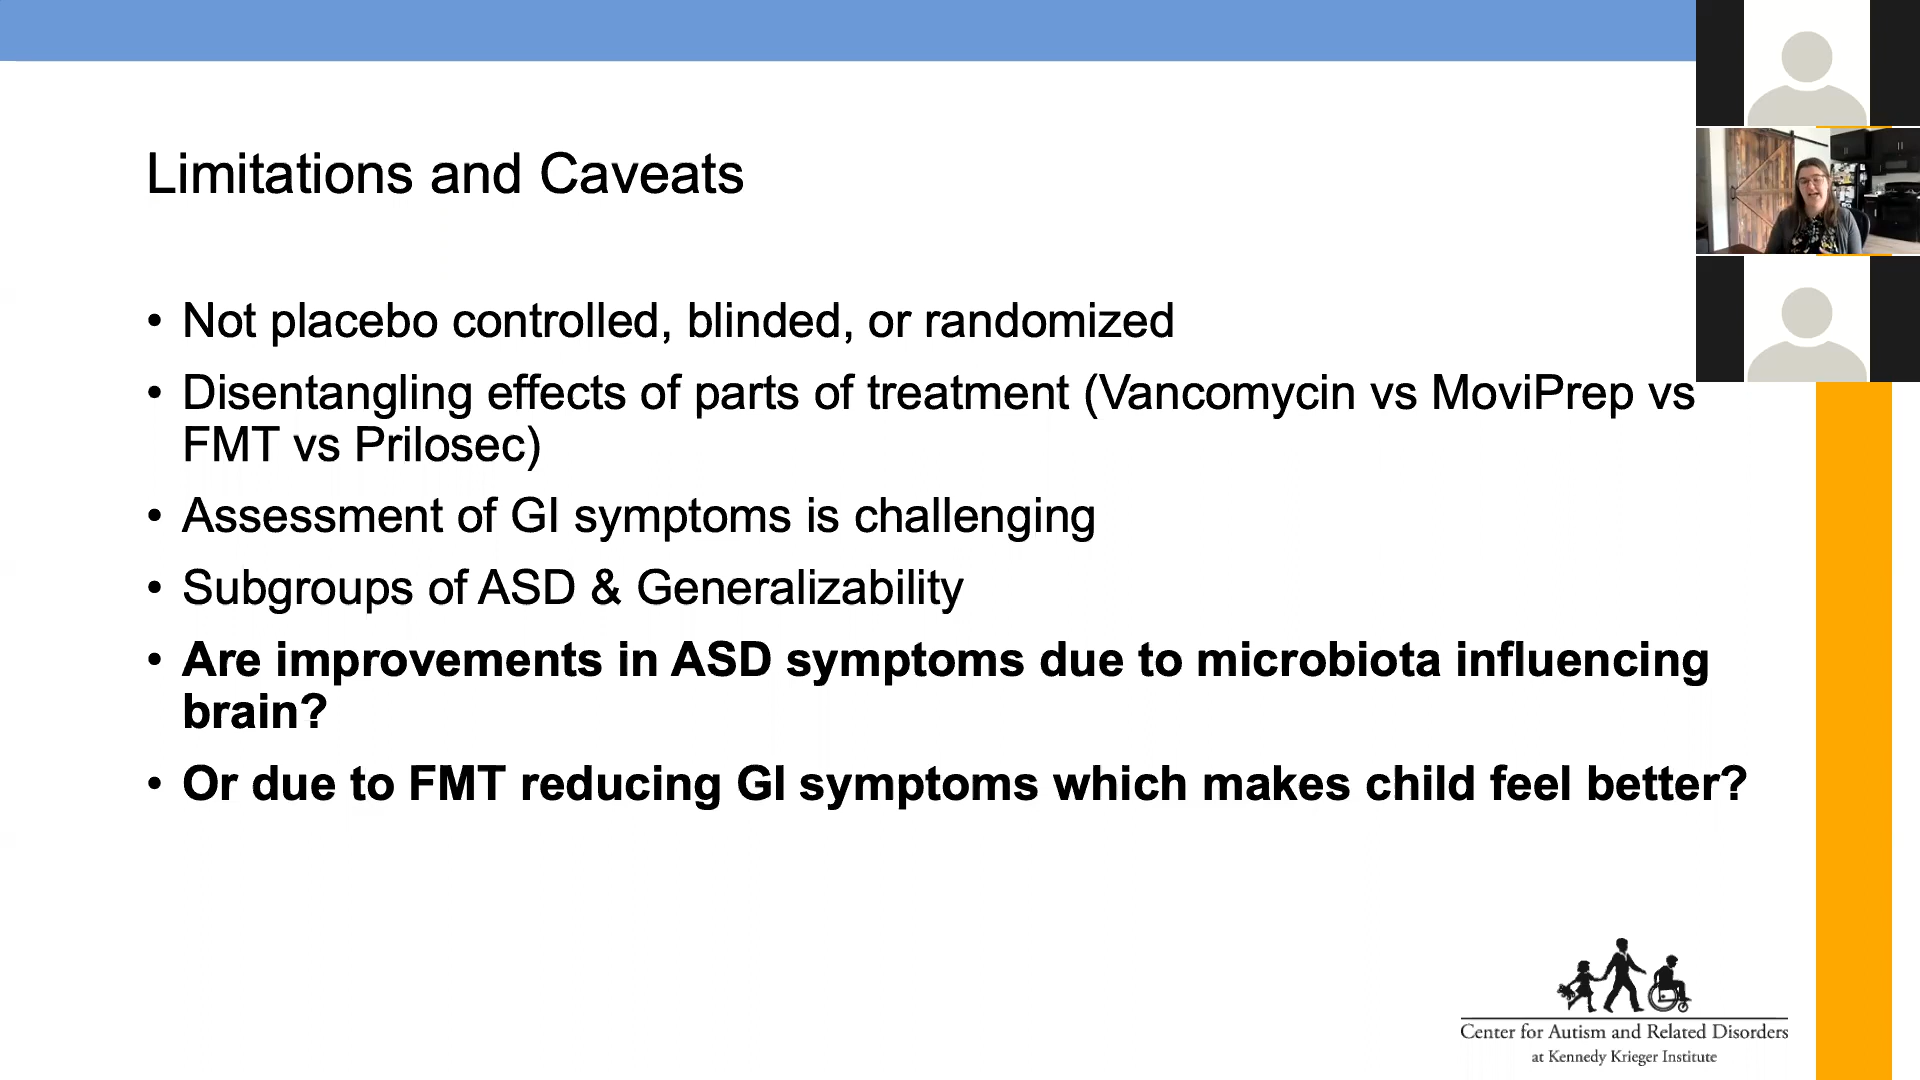 Limitations and Caveats
• Not placebo controlled, blinded, or randomized
• Disentangling effects of parts of treatment (Vancomycin vs MoviPrep vs
FMT vs Prilosec)
• Assessment of GI symptoms is challenging
• Subgroups of ASD & Generalizability
• Are improvements in ASD symptoms due to microbiota influencing
brain?
• Or due to FMT reducing GI symptoms which makes child feel better?
Center for Autism and Related Disorders
at Kennedy Krieger Institute